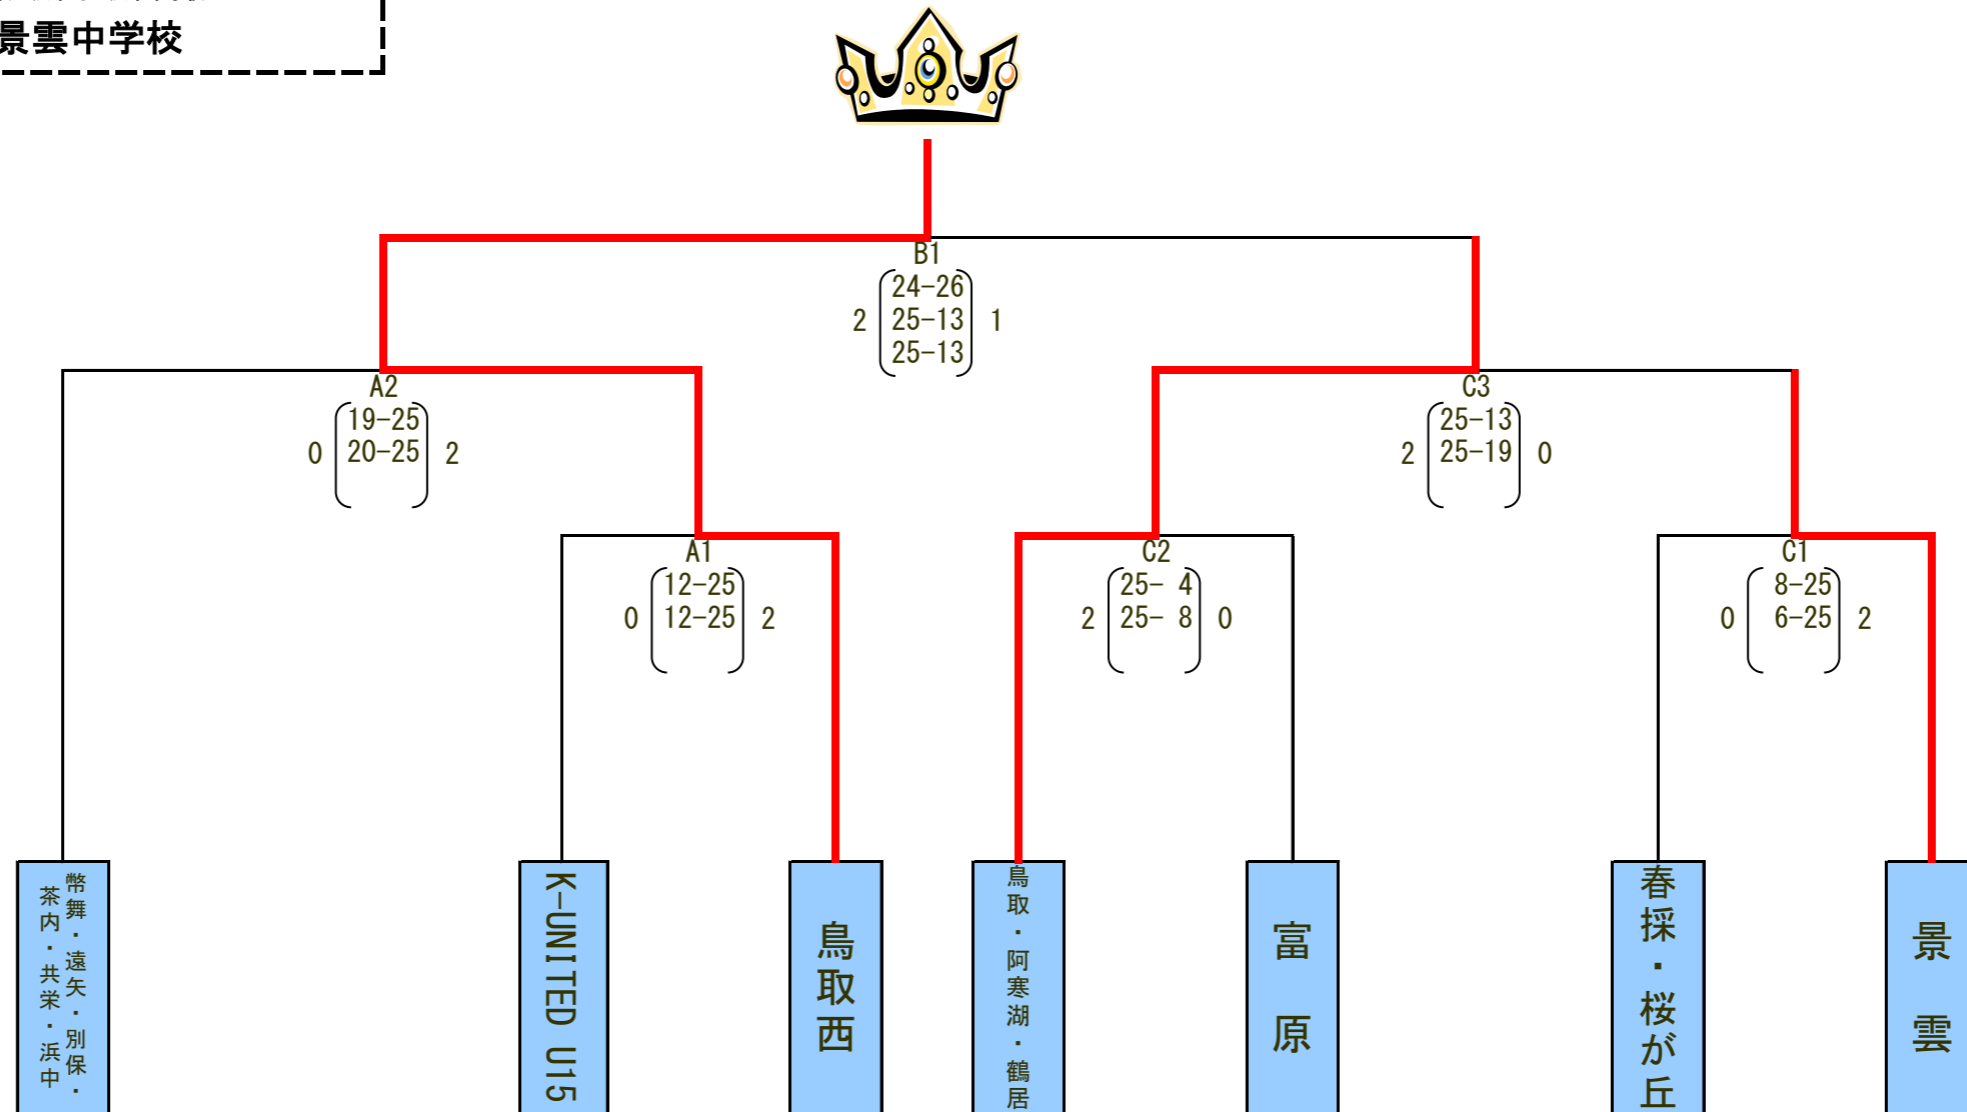 景雲中学校
B1
24-26
2 25-13 1
25-13
A2
19-25
0 20-25 2
C3
25-13
2 25-19 0
A1
12-25
0 12-25 2
C2
25- 4
2 25- 8 0
C1
8-25
0 6-25 2
幣舞・遠矢・別保・
茶内・共栄・浜中
K-UNITED U15
鳥取西
鳥取・阿寒湖・鶴居
富原
春採・桜が丘
景雲